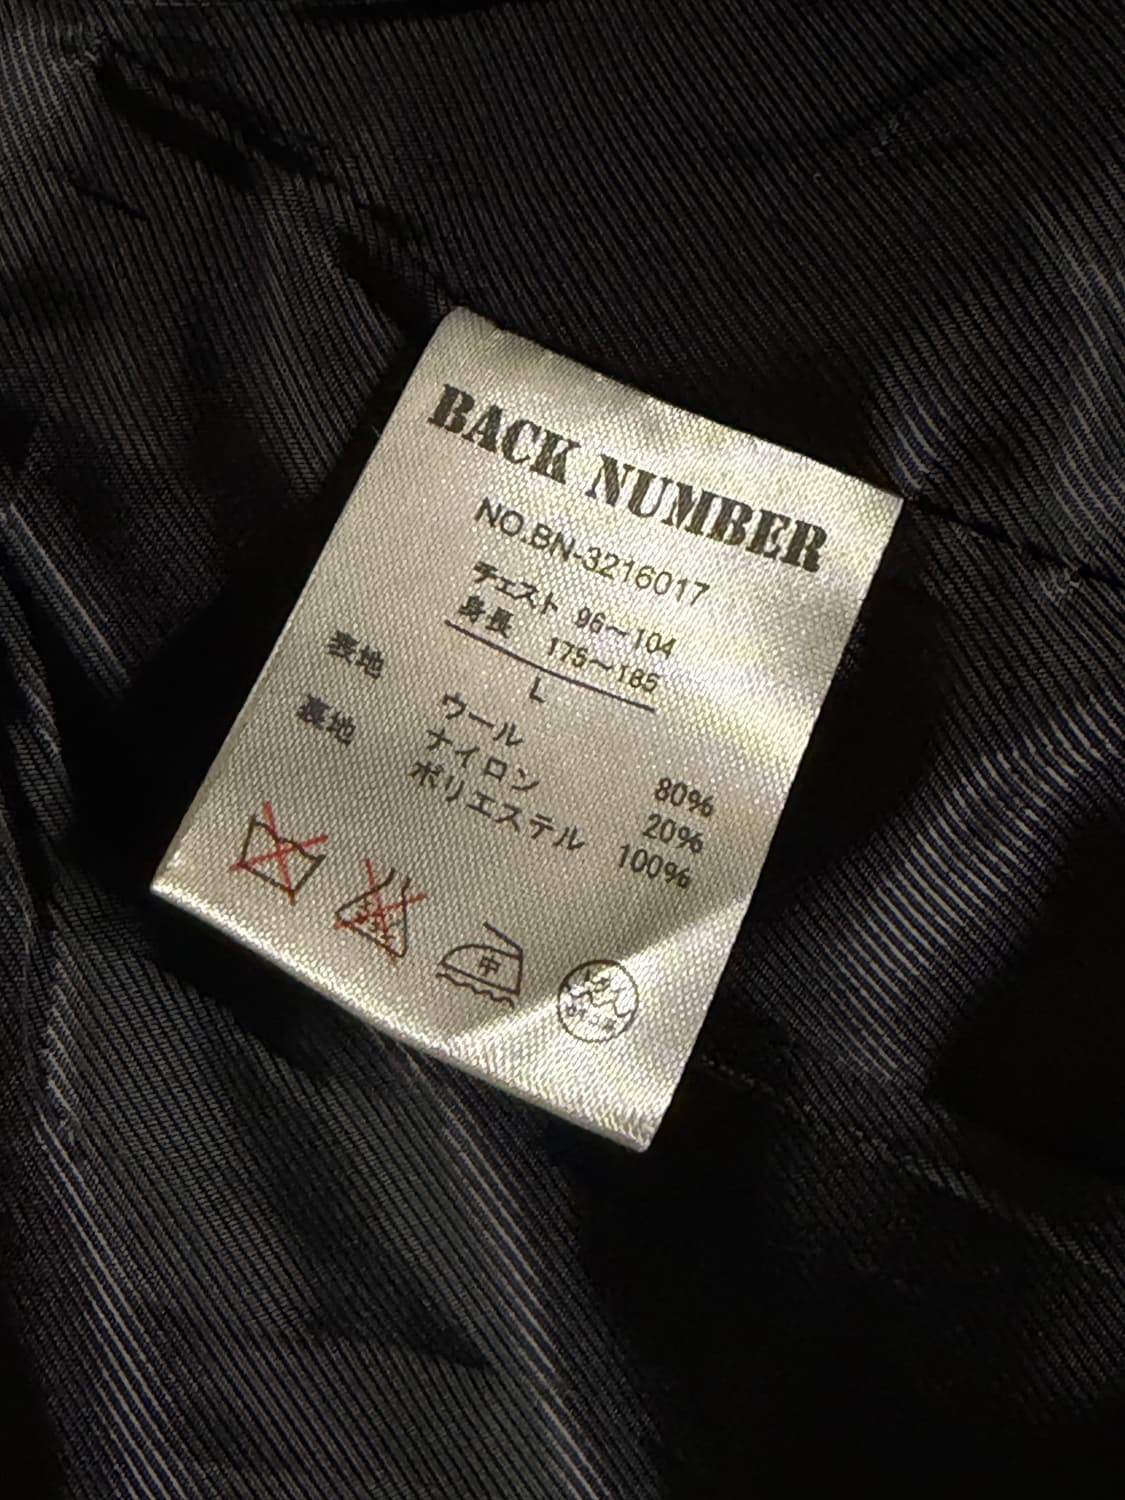 BACK NUMBER
NO.BN-3216017
チェスト 96～104
身長 175～185
L
表地 ウール 80%
ナイロン 20%
裏地 ポリエステル 100%
中